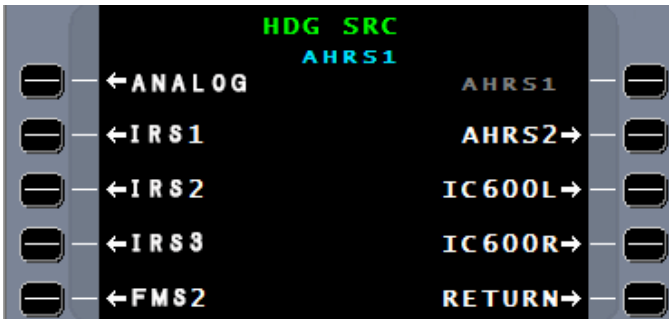 HDG SRC
AHRS1
←ANALOG AHRS1
←IRS1 AHRS2→
←IRS2 IC600L→
←IRS3 IC600R→
←FMS2 RETURN→